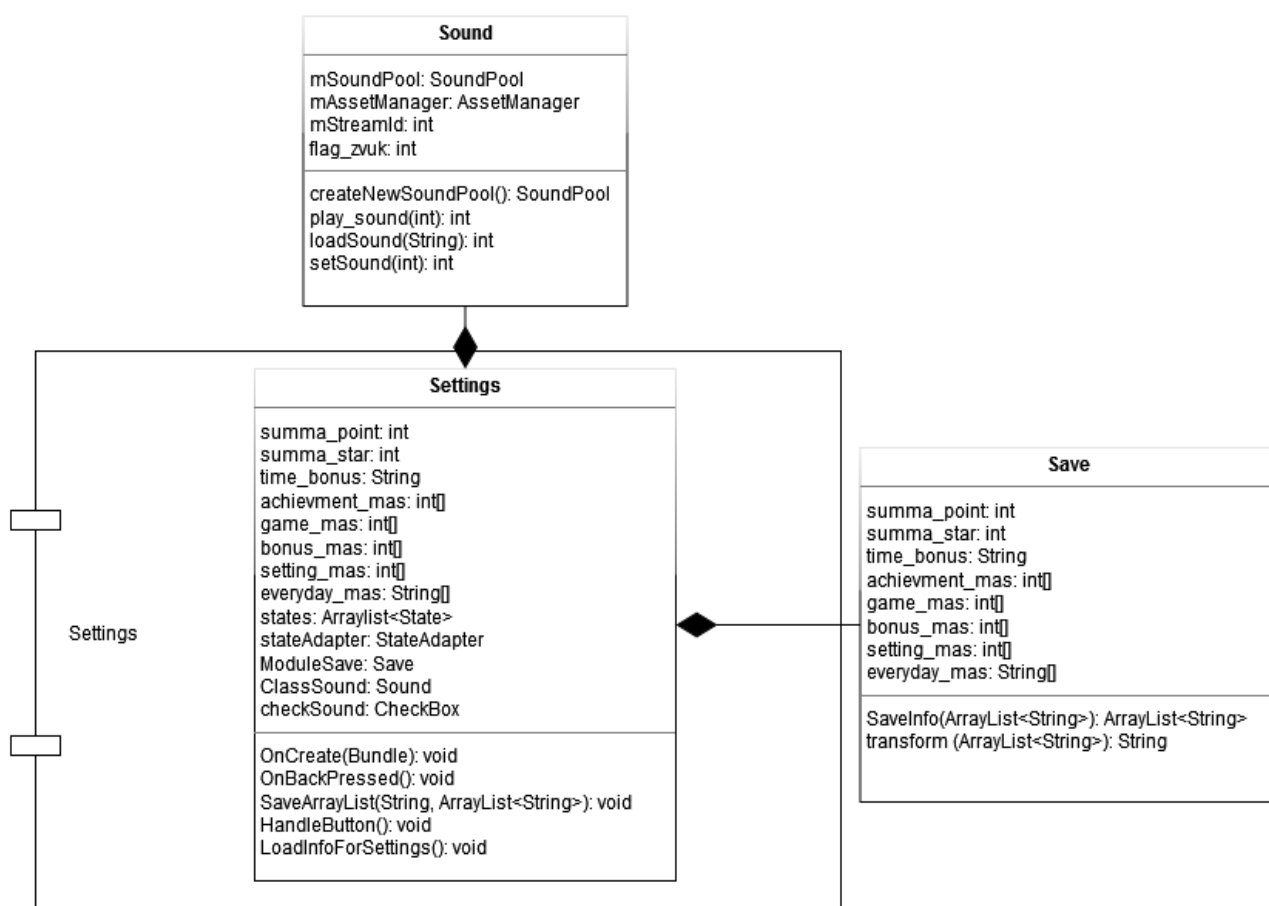 Sound
mSoundPool: SoundPool
mAssetManager: AssetManager
mStreamId: int
flag_zvuk: int
createNewSoundPool(): SoundPool
play_sound(int): int
loadSound(String): int
setSound(int): int
Settings
Settings
summa_point: int
summa_star: int
time_bonus: String
achievment_mas: int[]
game_mas: int[]
bonus_mas: int[]
setting_mas: int[]
everyday_mas: String[]
states: Arraylist<State>
stateAdapter: StateAdapter
ModuleSave: Save
ClassSound: Sound
checkSound: CheckBox
OnCreate(Bundle): void
OnBackPressed(): void
SaveArrayList(String, ArrayList<String>): void
HandleButton(): void
LoadInfoForSettings(): void
Save
summa_point: int
summa_star: int
time_bonus: String
achievment_mas: int[]
game_mas: int[]
bonus_mas: int[]
setting_mas: int[]
everyday_mas: String[]
SaveInfo(ArrayList<String>): ArrayList<String>
transform (ArrayList<String>): String